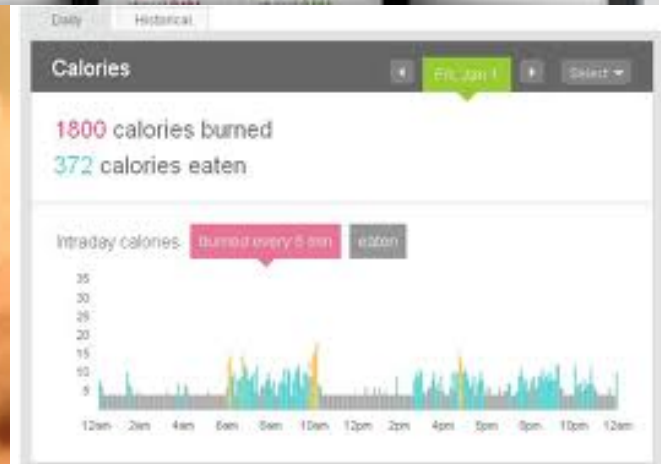 Daily Historical
Calories Fri, Jan 1 Select
1800 calories burned
372 calories eaten
Intraday calories burned every 5 min eaten
35
30
25
20
15
10
5
12am 2am 4am 6am 8am 10am 12pm 2pm 4pm 6pm 8pm 10pm 12am